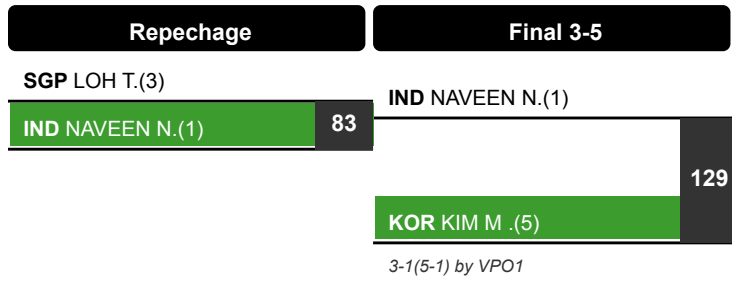 Repechage
SGP LOH T.(3)
IND NAVEEN N.(1)
83
Final 3-5
IND NAVEEN N.(1)
129
KOR KIM M .(5)
3-1(5-1) by VPO1